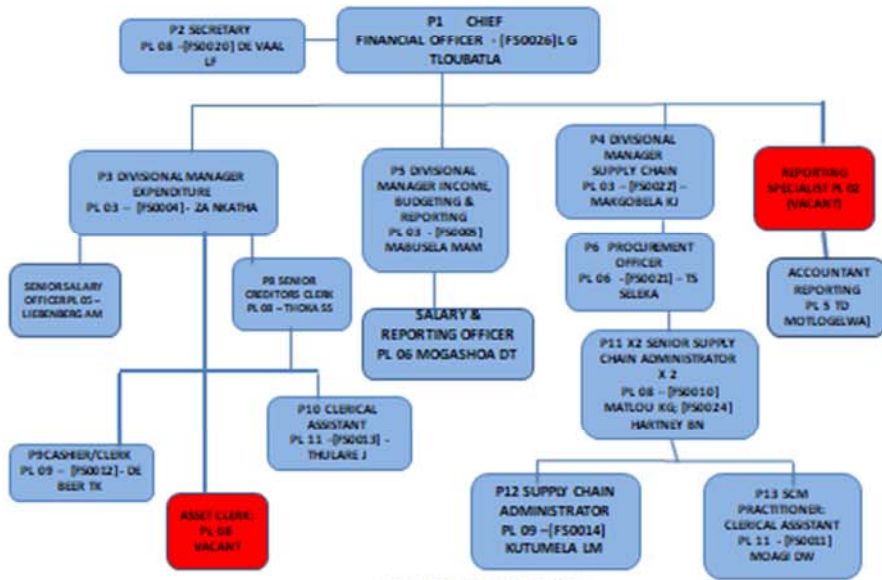 P2 SECRETARY
PL 08 –[FS0020] DE VAAL
LF
P1 CHIEF
FINANCIAL OFFICER - [FS0026]L G
TLOUBATLA
P3 DIVISIONAL MANAGER
EXPENDITURE
PL 03 – [FS0004]- ZA NKATHA
P5 DIVISIONAL
MANAGER INCOME,
BUDGETING &
REPORTING
PL 03 - [FS0005]
MABUSELA MAM
P4 DIVISIONAL
MANAGER
SUPPLY CHAIN
PL 03 – [FS0022] –
MAKGOBELA KJ
REPORTING
SPECIALIST PL 02
(VACANT)
SENIOR SALARY
OFFICER PL 05 –
LIEBENBERG AM
P8 SENIOR
CREDITORS CLERK
PL 08 – THOKA SS
SALARY &
REPORTING OFFICER
PL 06 MOGASHOA DT
P6 PROCUREMENT
OFFICER
PL 06 -[FS0021] – TS
SELEKA
ACCOUNTANT
REPORTING
PL 5 TD
MOTLOGELWA]
P11 X2 SENIOR SUPPLY
CHAIN ADMINISTRATOR
X 2
PL 08 – [FS0010]
MATLOU KG; [FS0024]
HARTNEY BN
P9CASHIER/CLERK
PL 09 – [FS0012]- DE
BEER TK
P10 CLERICAL
ASSISTANT
PL 11 -[FS0013] -
THULARE J
ASSET CLERK:
PL 08
VACANT
P12 SUPPLY CHAIN
ADMINISTRATOR
PL 09 –[FS0014]
KUTUMELA LM
P13 SCM
PRACTITIONER:
CLERICAL ASSISTANT
PL 11 - [FS0011]
MOAGI DW